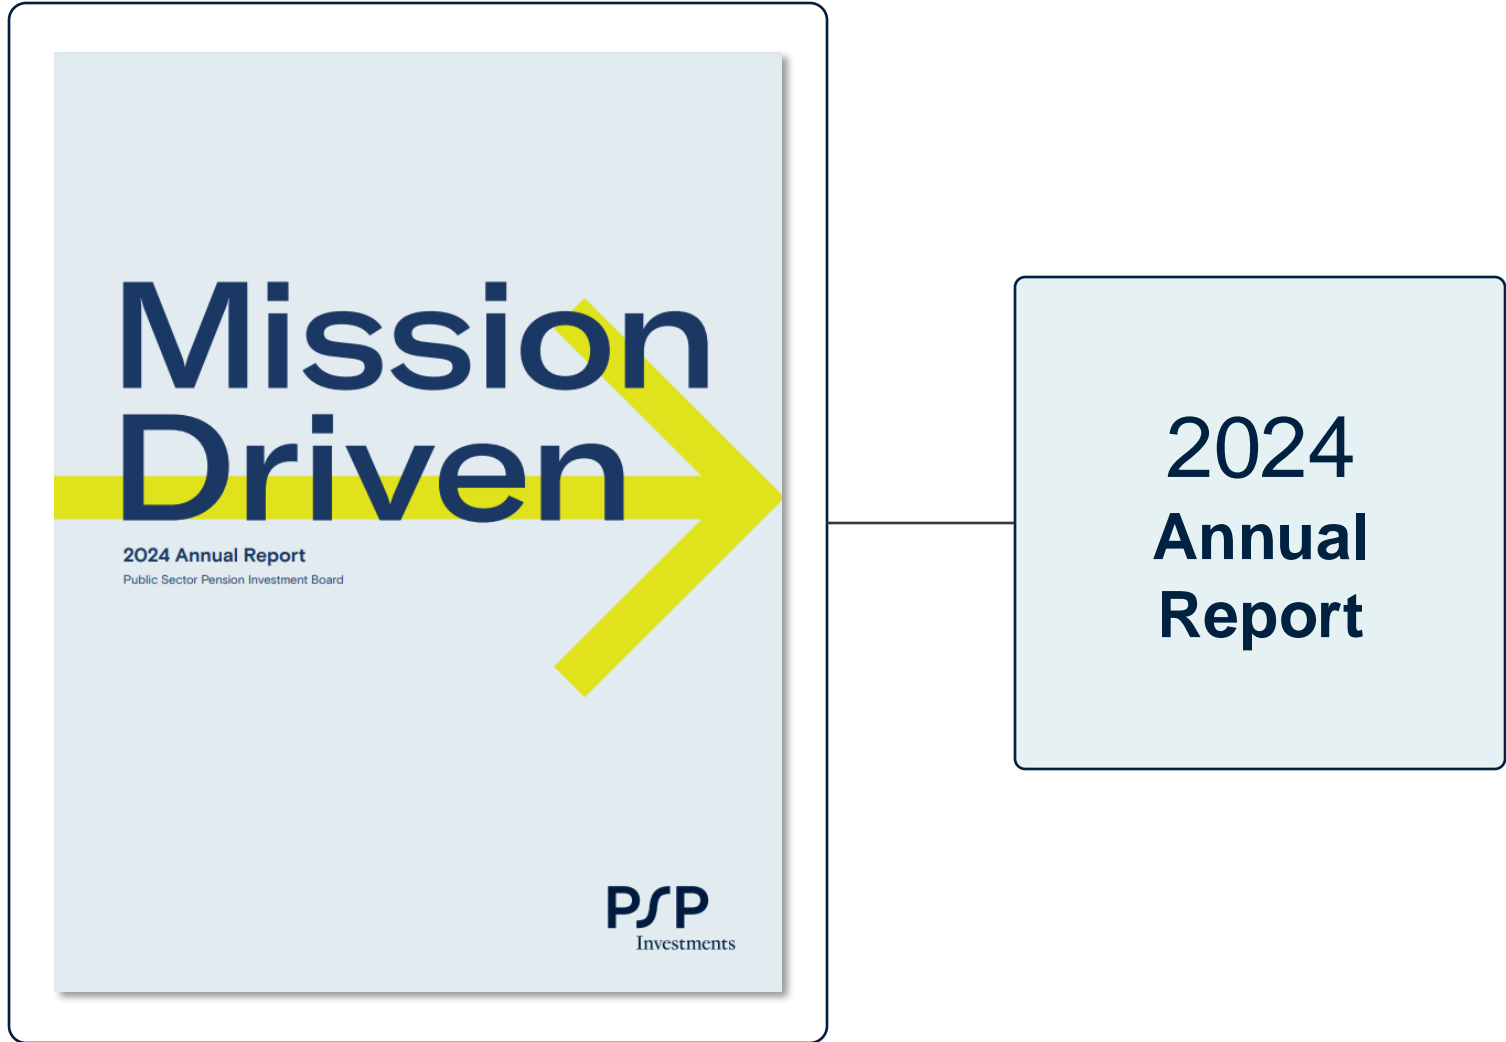 Mission
Driven
2024 Annual Report
Public Sector Pension Investment Board
PSP
Investments
2024
Annual
Report